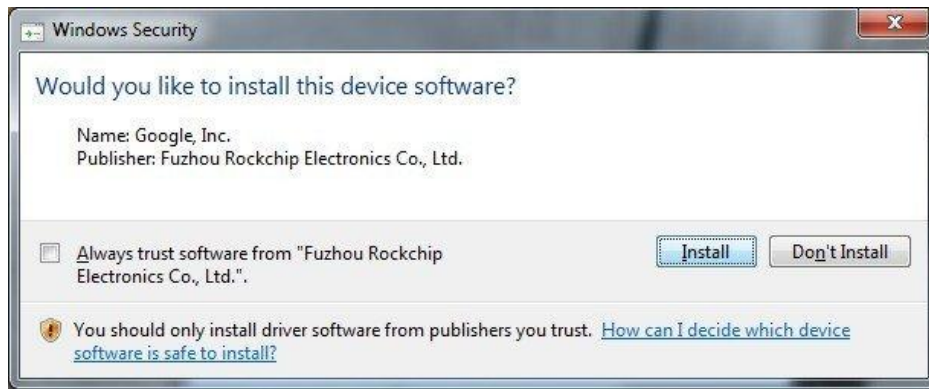 Windows Security
Would you like to install this device software?
Name: Google, Inc.
Publisher: Fuzhou Rockchip Electronics Co., Ltd.
Always trust software from "Fuzhou Rockchip
Electronics Co., Ltd.".
Install
Don't Install
You should only install driver software from publishers you trust. How can I decide which device
software is safe to install?